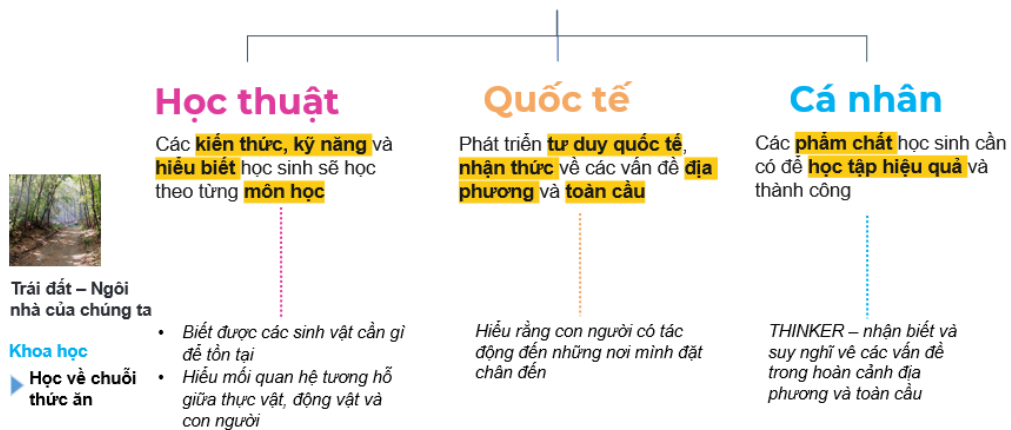 Học thuật
Các kiến thức, kỹ năng và
hiểu biết học sinh sẽ học
theo từng môn học
Quốc tế
Phát triển tư duy quốc tế,
nhận thức về các vấn đề địa
phương và toàn cầu
Cá nhân
Các phẩm chất học sinh cần
có để học tập hiệu quả và
thành công
Trái đất – Ngôi
nhà của chúng ta
Khoa học
Học về chuỗi
thức ăn
• Biết được các sinh vật cần gì
để tồn tại
• Hiểu mối quan hệ tương hỗ
giữa thực vật, động vật và
con người
Hiểu rằng con người có tác
động đến những nơi mình đặt
chân đến
THINKER – nhận biết và
suy nghĩ vê các vấn đề
trong hoàn cảnh địa
phương và toàn cầu